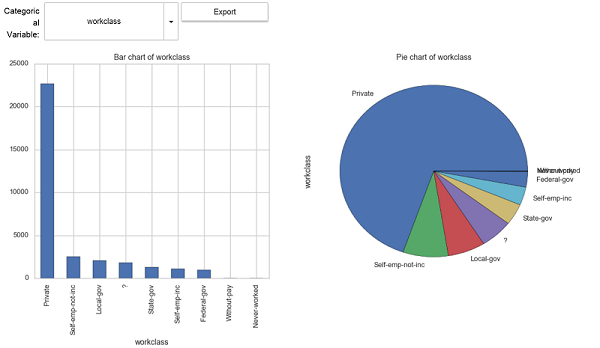 Categoric
al
Variable:
workclass
Export
Bar chart of workclass
25000
20000
15000
10000
5000
0
Private
Self-emp-not-inc
Local-gov
?
State-gov
Self-emp-inc
Federal-gov
Without-pay
Never-worked
workclass
Pie chart of workclass
workclass
Private
Federal-gov
Self-emp-inc
State-gov
?
Local-gov
Self-emp-not-inc